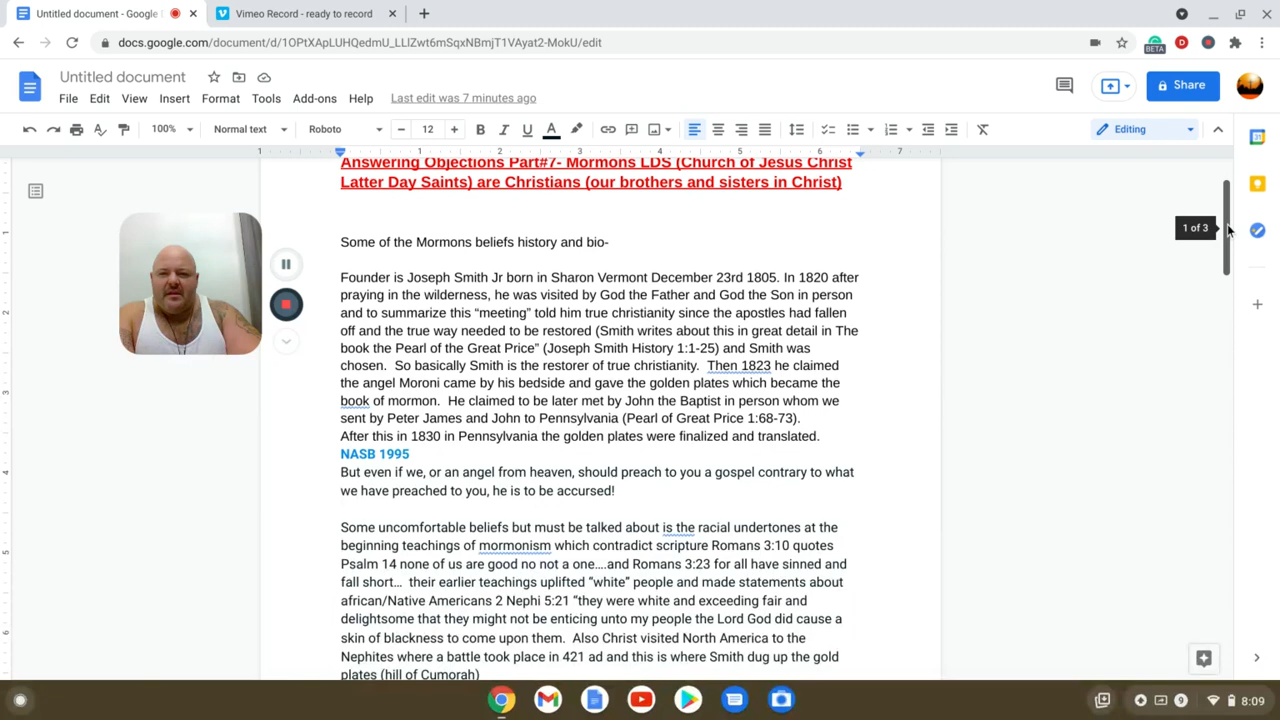 Untitled document - Google
Vimeo Record - ready to record
docs.google.com/document/d/1OPtXApLUHQedmU_LLlZwt6mSqxNBmjT1VAyat2-MokU/edit
BETA
Untitled document
File Edit View Insert Format Tools Add-ons Help Last edit was 7 minutes ago
Share
100% Normal text Roboto 12 B I U A Editing
1 1 2 3 4 5 6 7
Answering Objections Part#7- Mormons LDS (Church of Jesus Christ
Latter Day Saints) are Christians (our brothers and sisters in Christ)
Some of the Mormons beliefs history and bio-
1 of 3
Founder is Joseph Smith Jr born in Sharon Vermont December 23rd 1805. In 1820 after
praying in the wilderness, he was visited by God the Father and God the Son in person
and to summarize this “meeting” told him true christianity since the apostles had fallen
off and the true way needed to be restored (Smith writes about this in great detail in The
book the Pearl of the Great Price” (Joseph Smith History 1:1-25) and Smith was
chosen. So basically Smith is the restorer of true christianity. Then 1823 he claimed
the angel Moroni came by his bedside and gave the golden plates which became the
book of mormon. He claimed to be later met by John the Baptist in person whom we
sent by Peter James and John to Pennsylvania (Pearl of Great Price 1:68-73).
After this in 1830 in Pennsylvania the golden plates were finalized and translated.
NASB 1995
But even if we, or an angel from heaven, should preach to you a gospel contrary to what
we have preached to you, he is to be accursed!
Some uncomfortable beliefs but must be talked about is the racial undertones at the
beginning teachings of mormonism which contradict scripture Romans 3:10 quotes
Psalm 14 none of us are good no not a one....and Romans 3:23 for all have sinned and
fall short... their earlier teachings uplifted “white” people and made statements about
african/Native Americans 2 Nephi 5:21 “they were white and exceeding fair and
delightsome that they might not be enticing unto my people the Lord God did cause a
skin of blackness to come upon them. Also Christ visited North America to the
Nephites where a battle took place in 421 ad and this is where Smith dug up the gold
plates (hill of Cumorah)
9 8:09